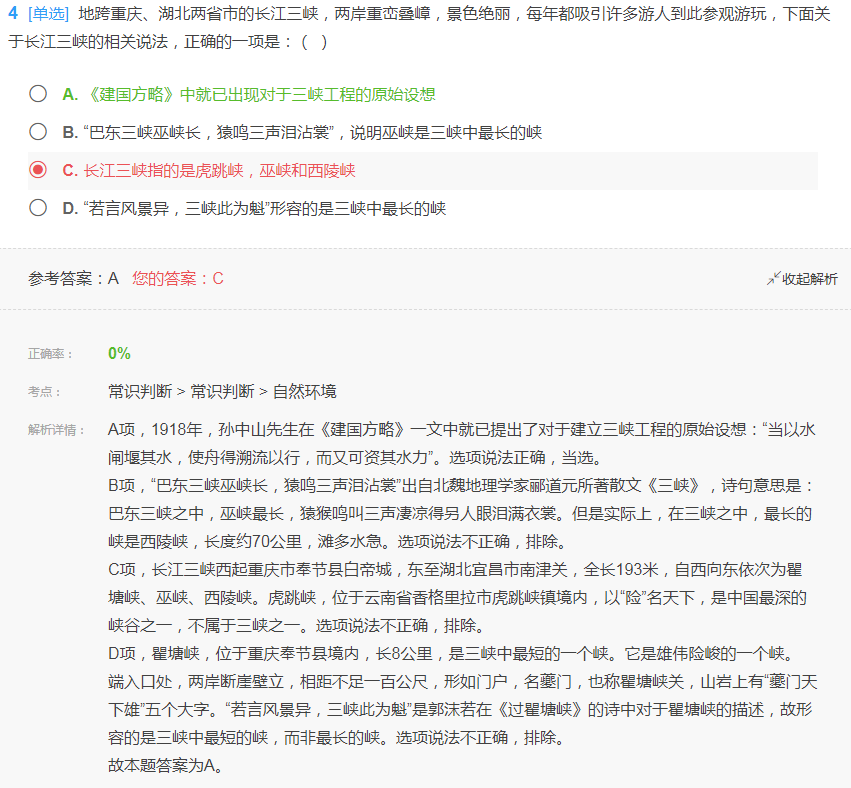 4 [单选] 地跨重庆、湖北两省市的长江三峡，两岸重峦叠嶂，景色绝丽，每年都吸引许多游人到此参观游玩，下面关
于长江三峡的相关说法，正确的一项是：（ ）
A. 《建国方略》中就已出现对于三峡工程的原始设想
B. “巴东三峡巫峡长，猿鸣三声泪沾裳”，说明巫峡是三峡中最长的峡
C. 长江三峡指的是虎跳峡，巫峡和西陵峡
D. “若言风景异，三峡此为魁”形容的是三峡中最长的峡
参考答案：A 您的答案：C 收起解析
正确率： 0%
考点： 常识判断 > 常识判断 > 自然环境
解析详情： A项，1918年，孙中山先生在《建国方略》一文中就已提出了对于建立三峡工程的原始设想：“当以水
闸堰其水，使舟得溯流以行，而又可资其水力”。选项说法正确，当选。
B项，“巴东三峡巫峡长，猿鸣三声泪沾裳”出自北魏地理学家郦道元所著散文《三峡》，诗句意思是：
巴东三峡之中，巫峡最长，猿猴鸣叫三声凄凉得另人眼泪满衣裳。但是实际上，在三峡之中，最长的
峡是西陵峡，长度约70公里，滩多水急。选项说法不正确，排除。
C项，长江三峡西起重庆市奉节县白帝城，东至湖北宜昌市南津关，全长193米，自西向东依次为瞿
塘峡、巫峡、西陵峡。虎跳峡，位于云南省香格里拉市虎跳峡镇境内，以“险”名天下，是中国最深的
峡谷之一，不属于三峡之一。选项说法不正确，排除。
D项，瞿塘峡，位于重庆奉节县境内，长8公里，是三峡中最短的一个峡。它是雄伟险峻的一个峡。
端入口处，两岸断崖壁立，相距不足一百公尺，形如门户，名夔门，也称瞿塘峡关，山岩上有“夔门天
下雄”五个大字。“若言风景异，三峡此为魁”是郭沫若在《过瞿塘峡》的诗中对于瞿塘峡的描述，故形
容的是三峡中最短的峡，而非最长的峡。选项说法不正确，排除。
故本题答案为A。